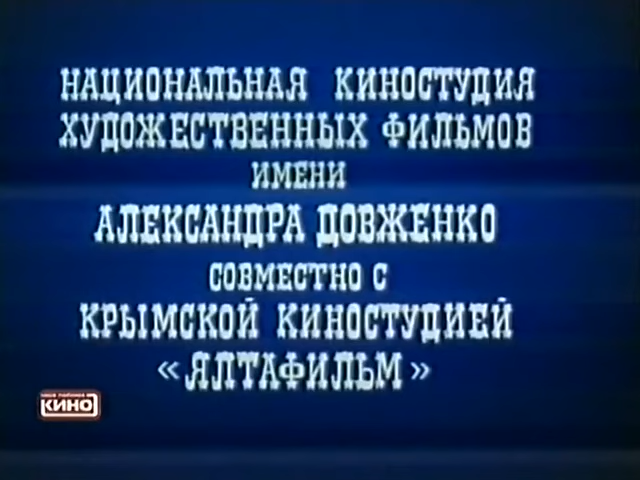 НАЦИОНАЛЬНАЯ КИНОСТУДИЯ
ХУДОЖЕСТВЕННЫХ ФИЛЬМОВ
ИМЕНИ
АЛЕКСАНДРА ДОВЖЕНКО
СОВМЕСТНО С
КРЫМСКОЙ КИНОСТУДИЕЙ
«ЯЛТАФИЛЬМ»
КИНО